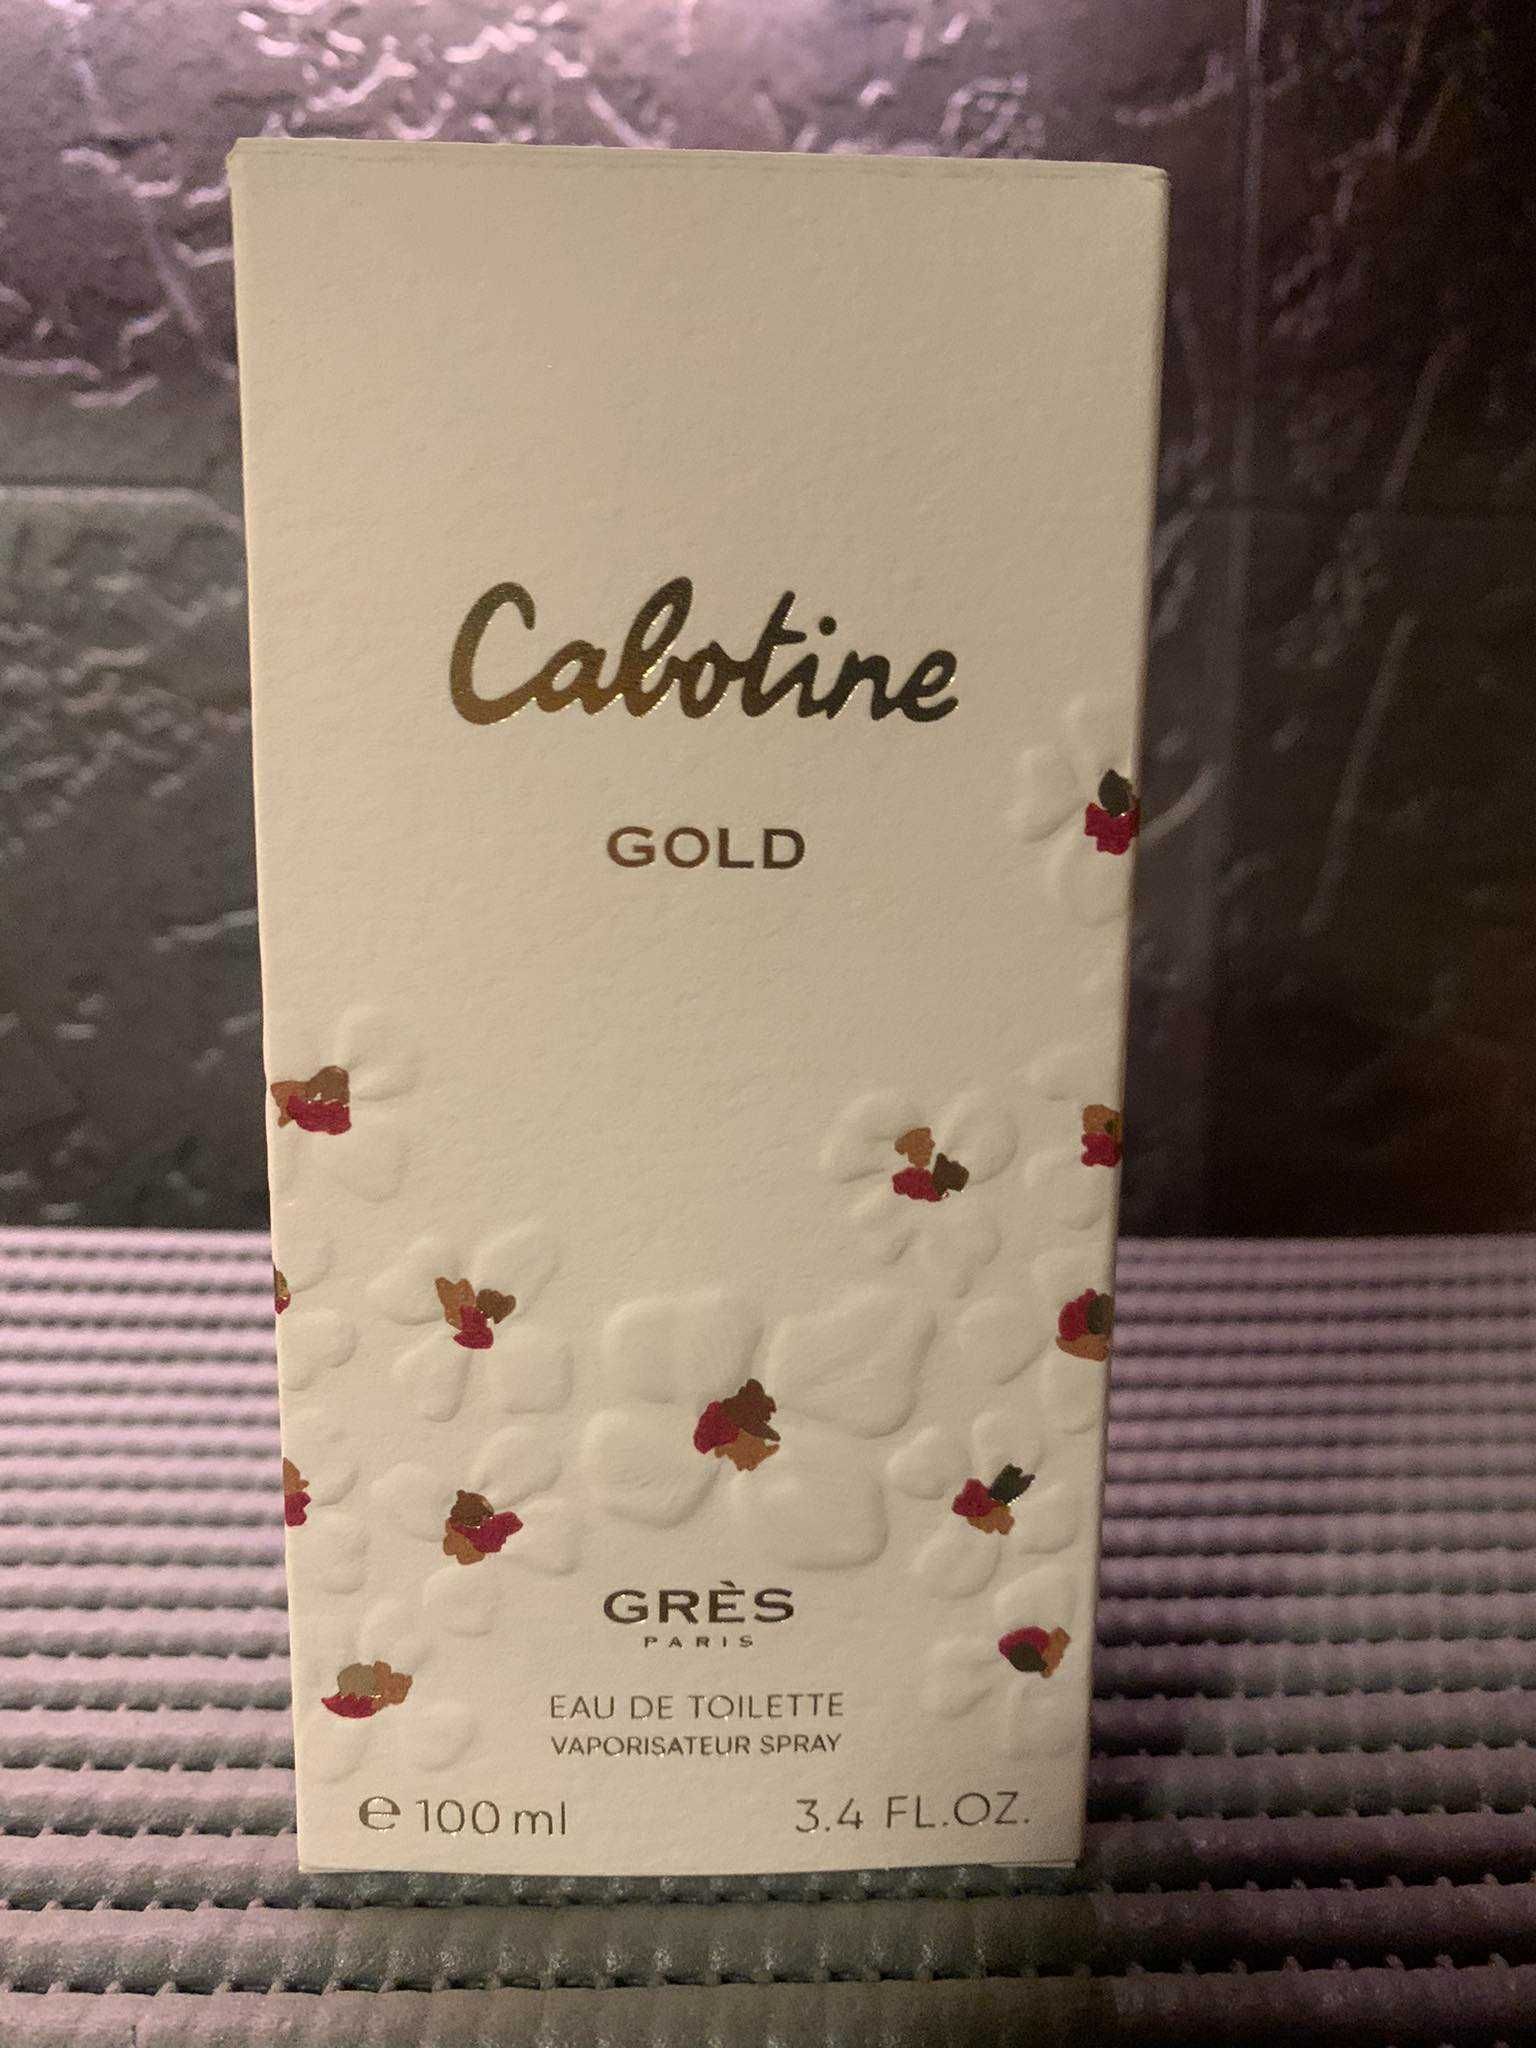 Cabotine
GOLD
GRÈS
PARIS
EAU DE TOILETTE
VAPORISATEUR SPRAY
℮ 100 ml 3.4 FL.OZ.